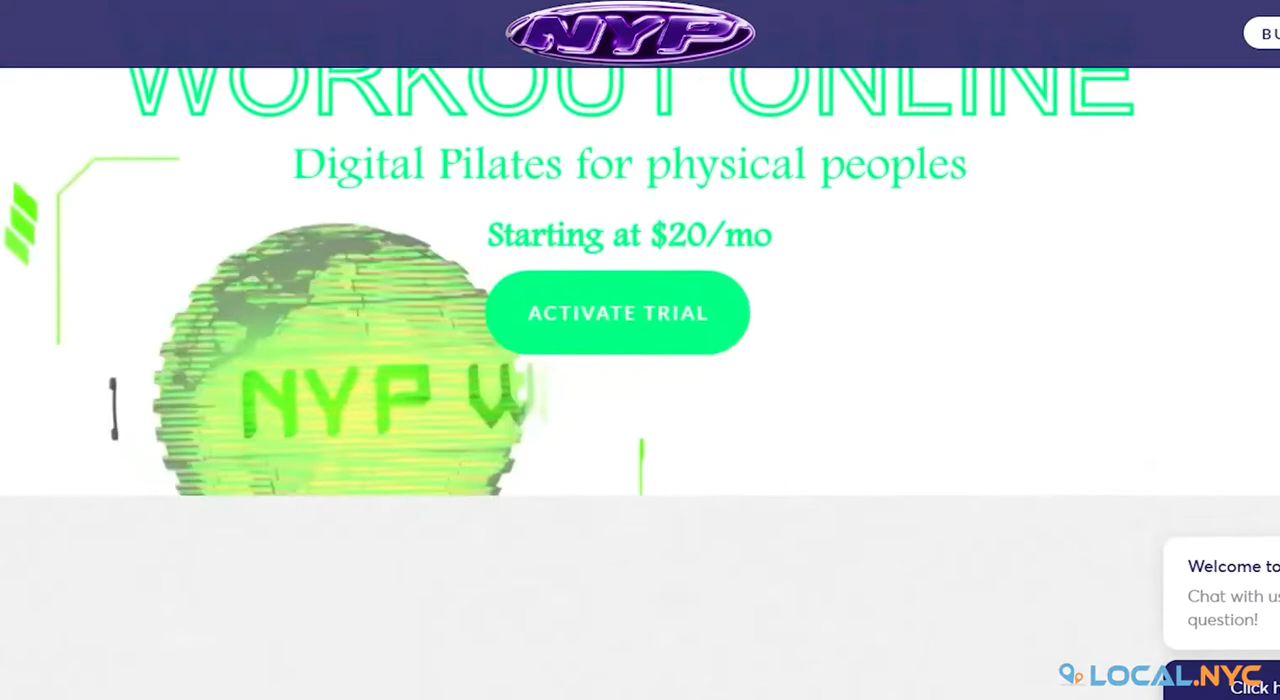 NYP
WORKOUT ONLINE
Digital Pilates for physical peoples
Starting at $20/mo
ACTIVATE TRIAL
NYP W
Welcome to
Chat with us
question!
LOCAL.NYC
Click